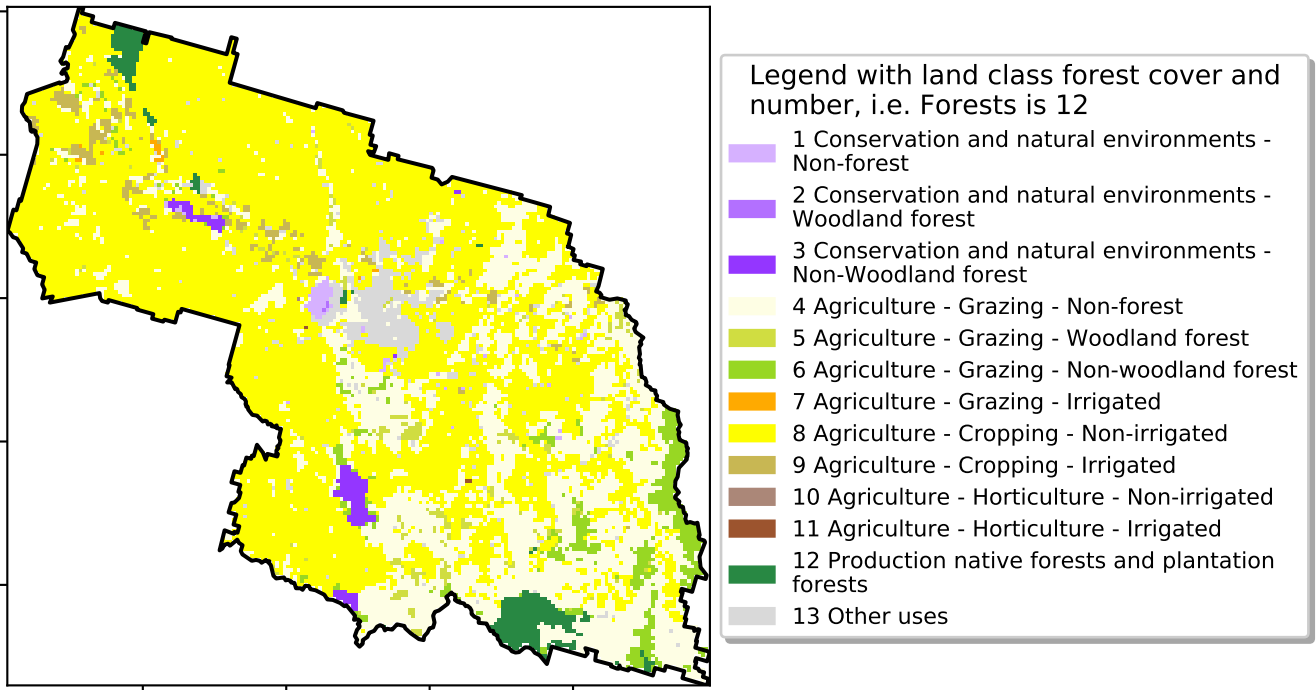 Legend with land class forest cover and
number, i.e. Forests is 12
1 Conservation and natural environments -
Non-forest
2 Conservation and natural environments -
Woodland forest
3 Conservation and natural environments -
Non-Woodland forest
4 Agriculture - Grazing - Non-forest
5 Agriculture - Grazing - Woodland forest
6 Agriculture - Grazing - Non-woodland forest
7 Agriculture - Grazing - Irrigated
8 Agriculture - Cropping - Non-irrigated
9 Agriculture - Cropping - Irrigated
10 Agriculture - Horticulture - Non-irrigated
11 Agriculture - Horticulture - Irrigated
12 Production native forests and plantation
forests
13 Other uses